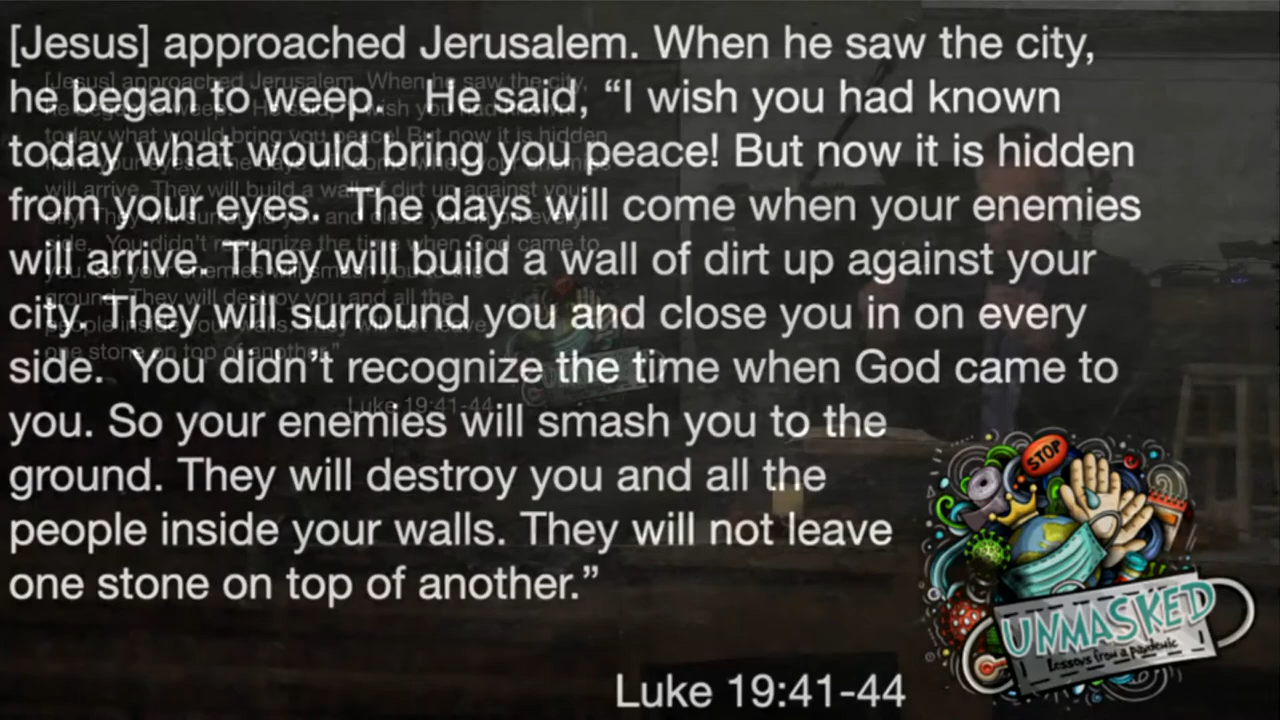 [Jesus] approached Jerusalem. When he saw the city,
he began to weep. He said, “I wish you had known
today what would bring you peace! But now it is hidden
from your eyes. The days will come when your enemies
will arrive. They will build a wall of dirt up against your
city. They will surround you and close you in on every
side. You didn’t recognize the time when God came to
you. So your enemies will smash you to the
ground. They will destroy you and all the
people inside your walls. They will not leave
one stone on top of another.”
Luke 19:41-44
STOP
UNMASKED
Lessons from a pandemic